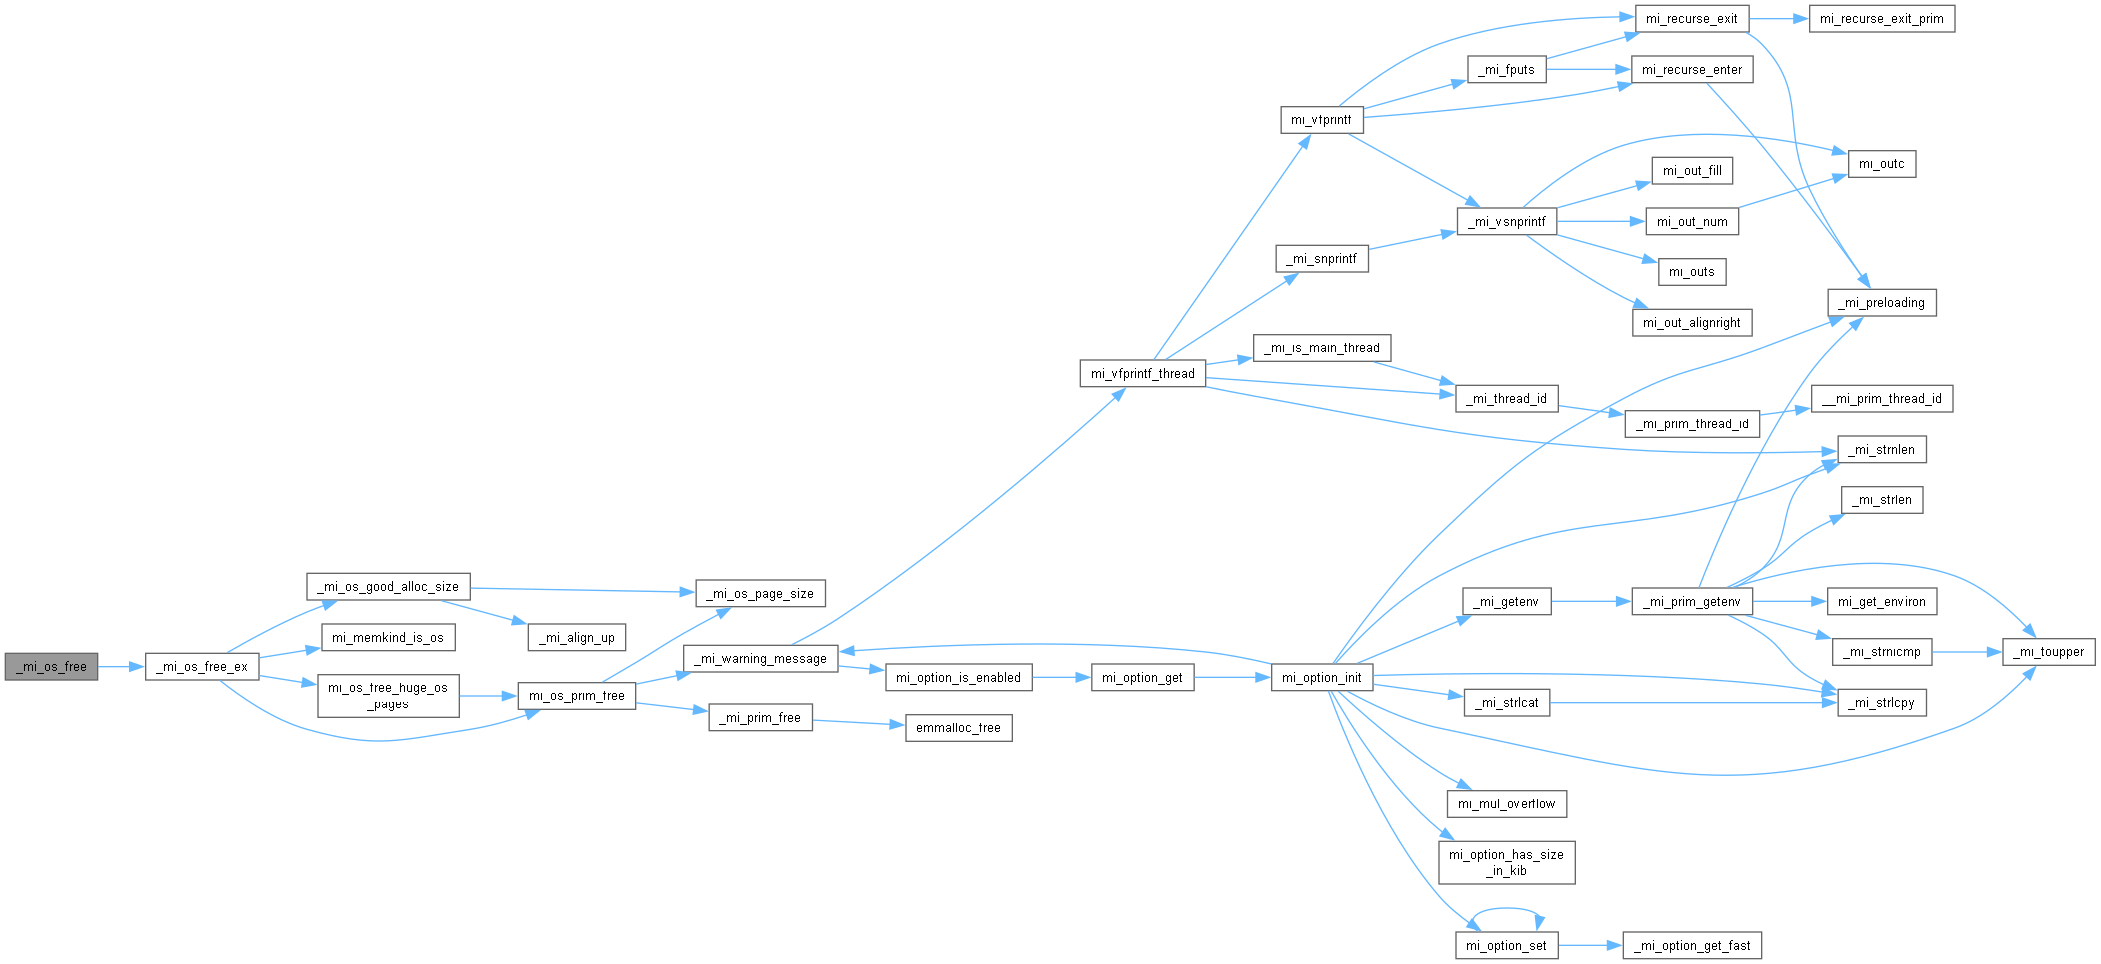 mi_recurse_exit
mi_recurse_exit_prim
_mi_fputs
mi_recurse_enter
mi_vfprintf
mi_outc
mi_out_fill
_mi_vsnprintf
mi_out_num
_mi_snprintf
mi_outs
_mi_preloading
mi_out_alignright
_mi_is_main_thread
mi_vfprintf_thread
_mi_thread_id
__mi_prim_thread_id
_mi_prim_thread_id
_mi_strnlen
_mi_strlen
_mi_os_good_alloc_size
_mi_os_page_size
_mi_getenv
_mi_prim_getenv
mi_get_environ
mi_memkind_is_os
_mi_align_up
_mi_strnicmp
_mi_toupper
_mi_os_free
_mi_os_free_ex
_mi_warning_message
mi_option_is_enabled
mi_option_get
mi_option_init
mi_os_free_huge_os
_pages
mi_os_prim_free
_mi_strlcat
_mi_strlcpy
_mi_prim_free
emmalloc_free
mi_mul_overflow
mi_option_has_size
_in_kib
mi_option_set
_mi_option_get_fast